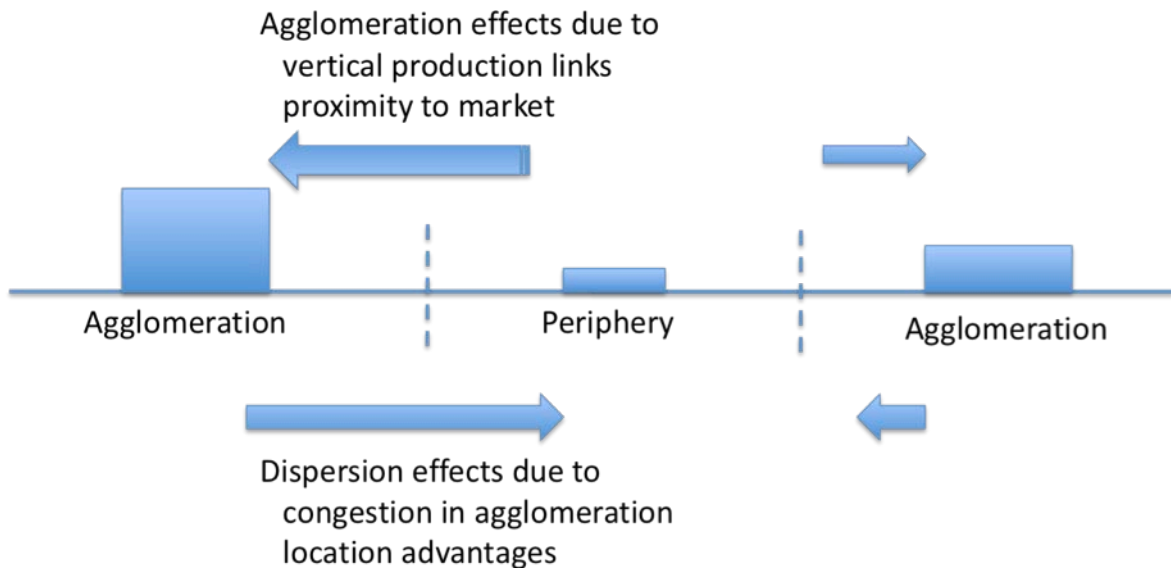 Agglomeration effects due to
vertical production links
proximity to market
Agglomeration
Periphery
Agglomeration
Dispersion effects due to
congestion in agglomeration
location advantages